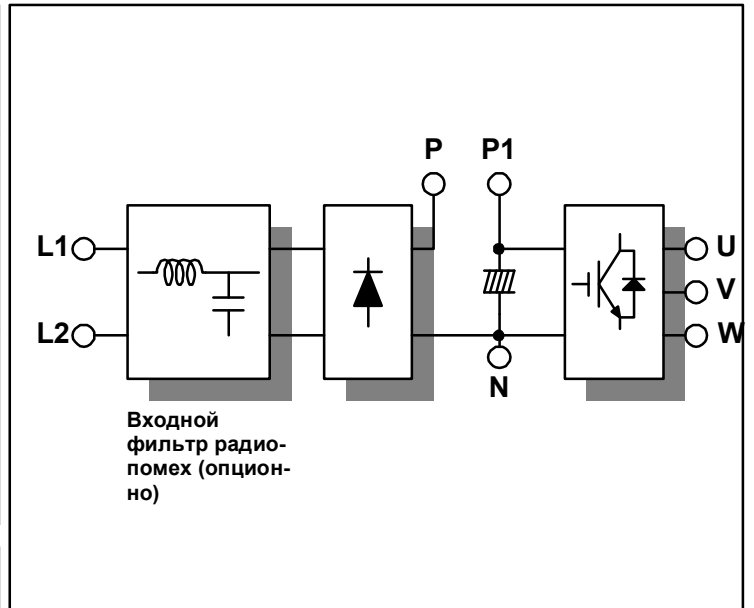 P P1
L1 U
V
L2 W
N
Входной
фильтр радио-
помех (опцион-
но)